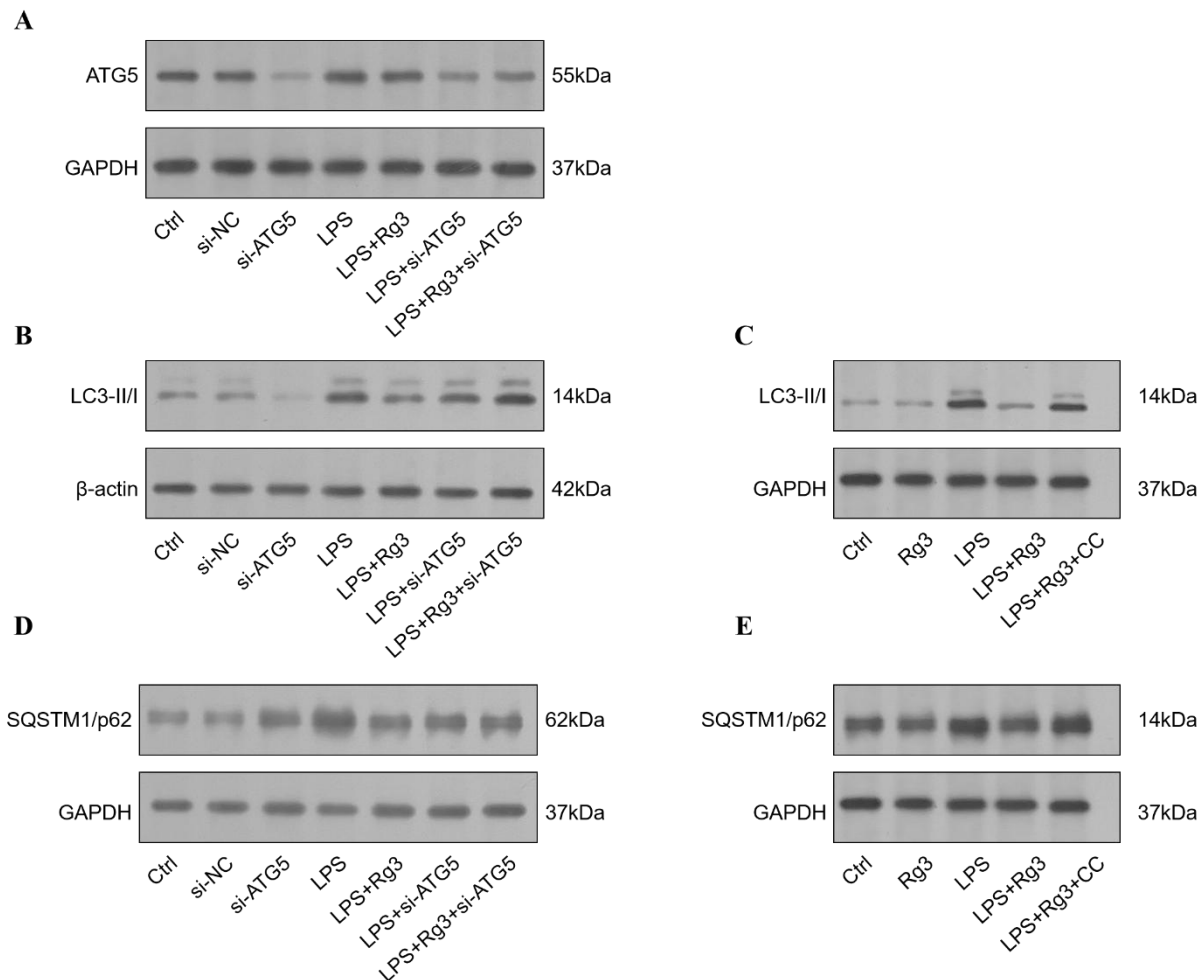 A
ATG5
55kDa
GAPDH
37kDa
Ctrl
si-NC
si-ATG5
LPS
LPS+Rg3
LPS+si-ATG5
LPS+Rg3+si-ATG5
B
LC3-II/I
14kDa
β-actin
42kDa
Ctrl
si-NC
si-ATG5
LPS
LPS+Rg3
LPS+si-ATG5
LPS+Rg3+si-ATG5
C
LC3-II/I
14kDa
GAPDH
37kDa
Ctrl
Rg3
LPS
LPS+Rg3
LPS+Rg3+CC
D
SQSTM1/p62
62kDa
GAPDH
37kDa
Ctrl
si-NC
si-ATG5
LPS
LPS+Rg3
LPS+si-ATG5
LPS+Rg3+si-ATG5
E
SQSTM1/p62
14kDa
GAPDH
37kDa
Ctrl
Rg3
LPS
LPS+Rg3
LPS+Rg3+CC